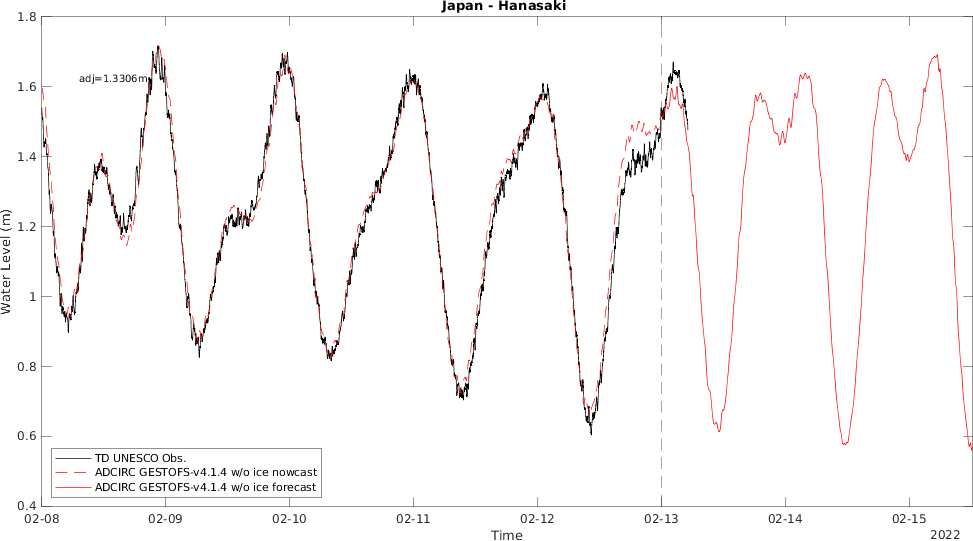 Japan - Hanasaki
1.8
1.6
1.4
1.2
1
0.8
0.6
0.4
Water Level (m)
adj=1.3306m
TD UNESCO Obs.
ADCIRC GESTOFS-v4.1.4 w/o ice nowcast
ADCIRC GESTOFS-v4.1.4 w/o ice forecast
02-08 02-09 02-10 02-11 02-12 02-13 02-14 02-15
Time
2022